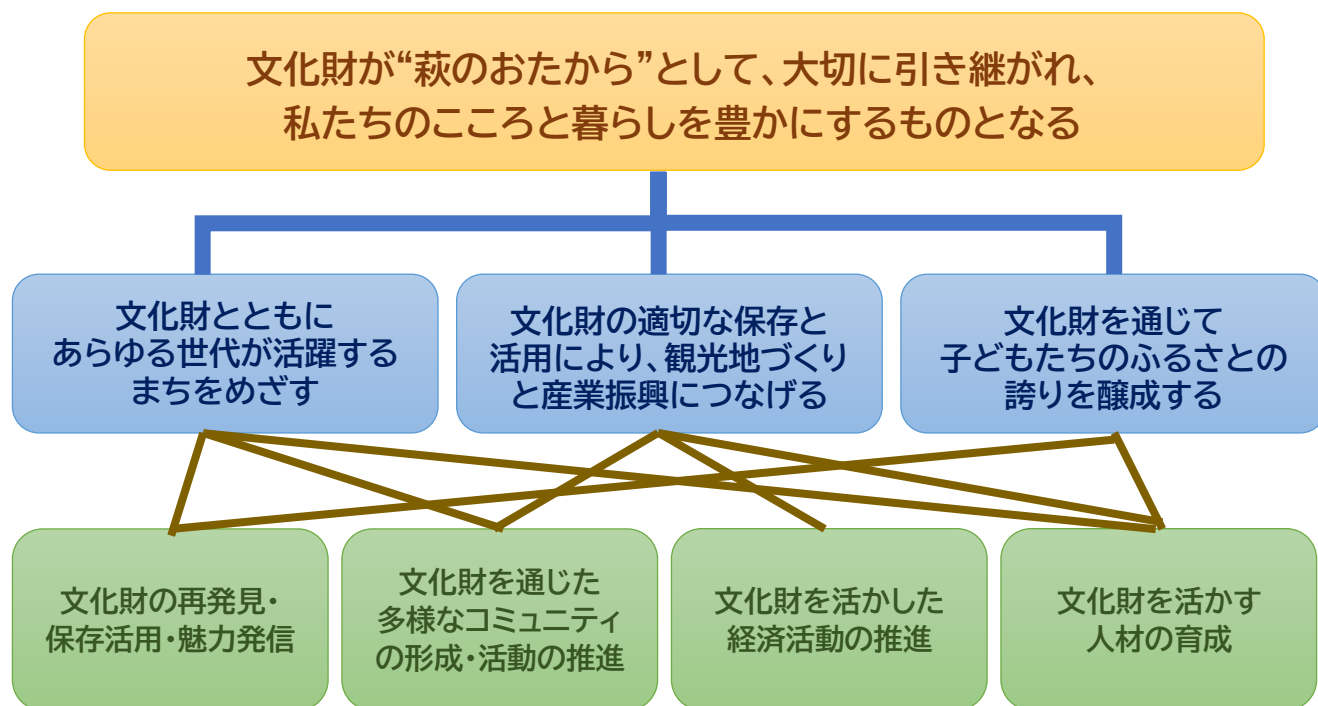 文化財が“萩のおたから”として、大切に引き継がれ、
私たちのこころと暮らしを豊かにするものとなる
文化財とともに
あらゆる世代が活躍する
まちをめざす
文化財の適切な保存と
活用により、観光地づくり
と産業振興につなげる
文化財を通じて
子どもたちのふるさとの
誇りを醸成する
文化財の再発見・
保存活用・魅力発信
文化財を通じた
多様なコミュニティ
の形成・活動の推進
文化財を活かした
経済活動の推進
文化財を活かす
人材の育成